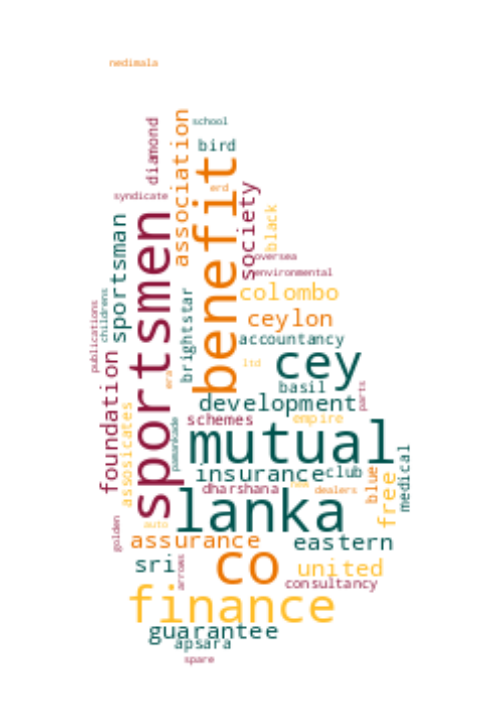 nedimala
school
diamond
association
bird
benefit
erd
syndicate
society
black
sportsmen
sportsman
oversea
environmental
colombo
childrens
publications
brightstar
ceylon
accountancy
cey
ltd
foundation
era
basil
parts
development
assosicates
schemes
empire
pamankade
mutual
insurance
club
blue
medical
dharshana
new
dealers
free
lanka
golden
auto
assurance
eastern
sri
co
arrows
united
consultancy
finance
guarantee
apsara
spare